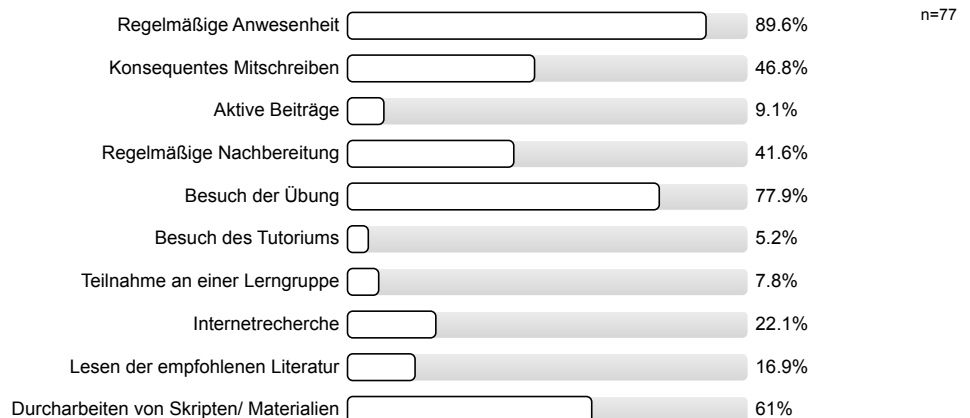 n=77
Regelmäßige Anwesenheit 89.6%
Konsequentes Mitschreiben 46.8%
Aktive Beiträge 9.1%
Regelmäßige Nachbereitung 41.6%
Besuch der Übung 77.9%
Besuch des Tutoriums 5.2%
Teilnahme an einer Lerngruppe 7.8%
Internetrecherche 22.1%
Lesen der empfohlenen Literatur 16.9%
Durcharbeiten von Skripten/ Materialien 61%